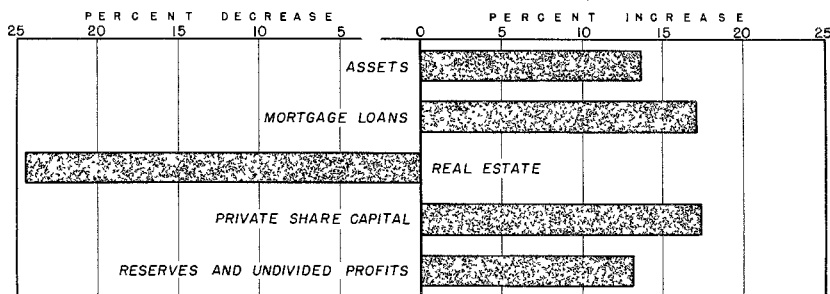 PERCENT DECREASE PERCENT INCREASE
25 20 15 10 5 0 5 10 15 20 25
ASSETS
MORTGAGE LOANS
REAL ESTATE
PRIVATE SHARE CAPITAL
RESERVES AND UNDIVIDED PROFITS